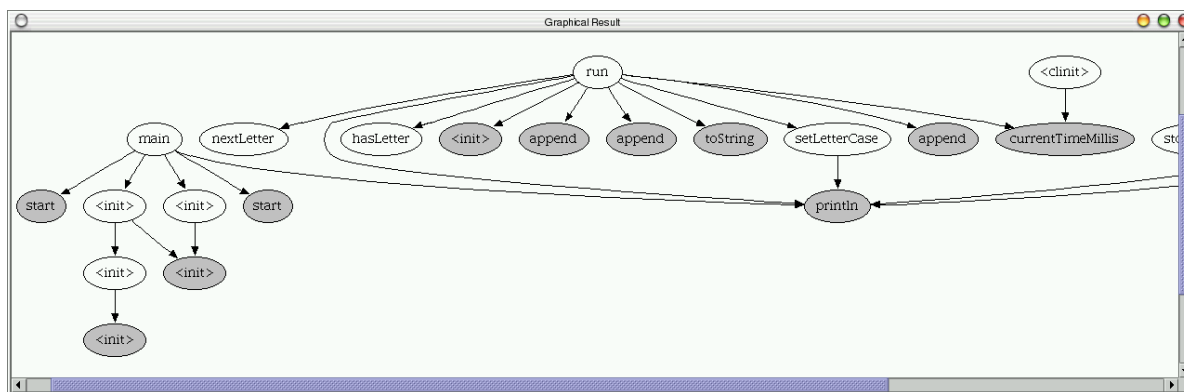 Graphical Result
run
<clinit>
main
nextLetter
hasLetter
<init>
append
append
toString
setLetterCase
append
currentTimeMillis
start
<init>
<init>
start
println
<init>
<init>
<init>